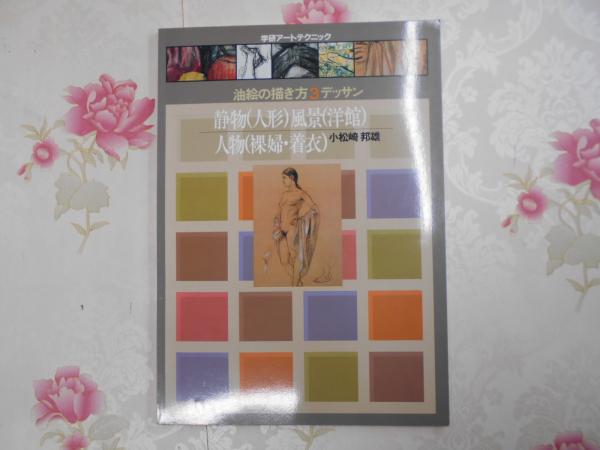 学研アートテクニック
油絵の描き方3デッサン
静物(人形)風景(洋館)
人物(裸婦・着衣)小松崎 邦雄